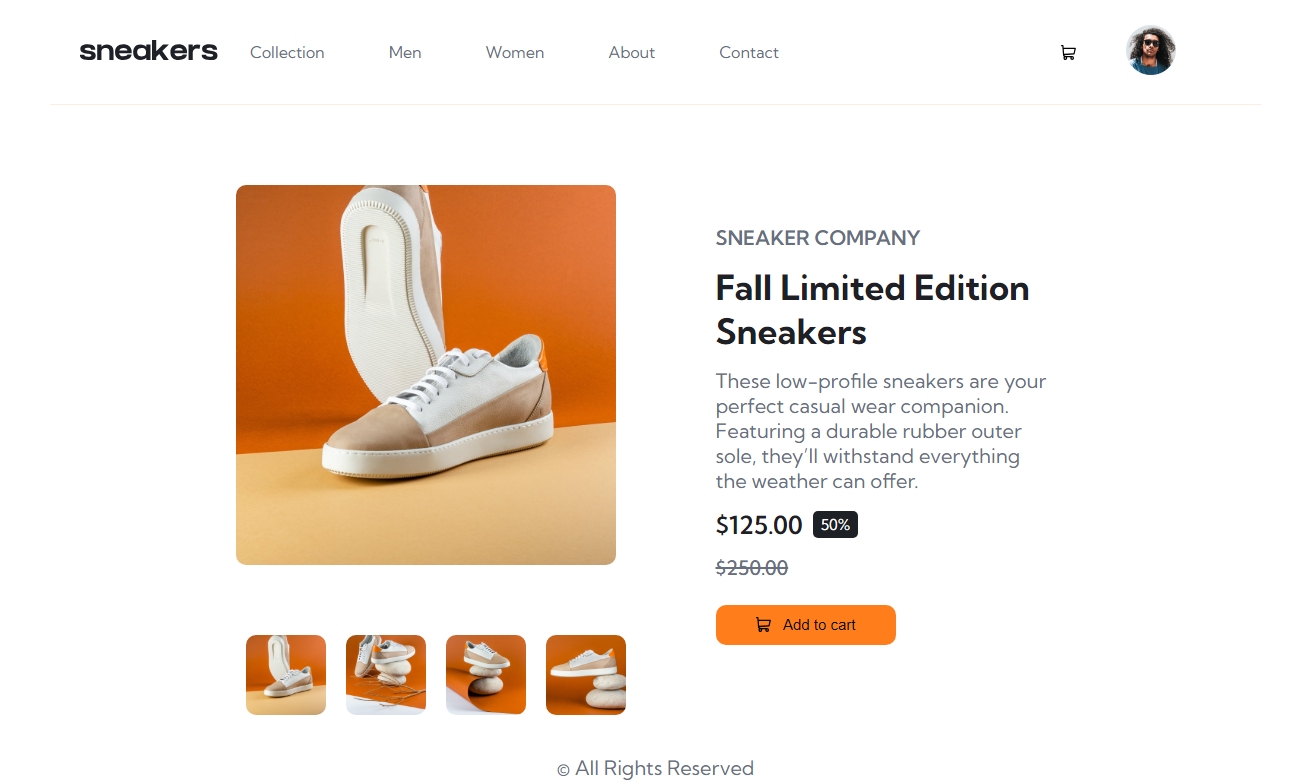 sneakers Collection Men Women About Contact
SNEAKER COMPANY
Fall Limited Edition
Sneakers
These low-profile sneakers are your
perfect casual wear companion.
Featuring a durable rubber outer
sole, they’ll withstand everything
the weather can offer.
$125.00 50%
$250.00
Add to cart
© All Rights Reserved